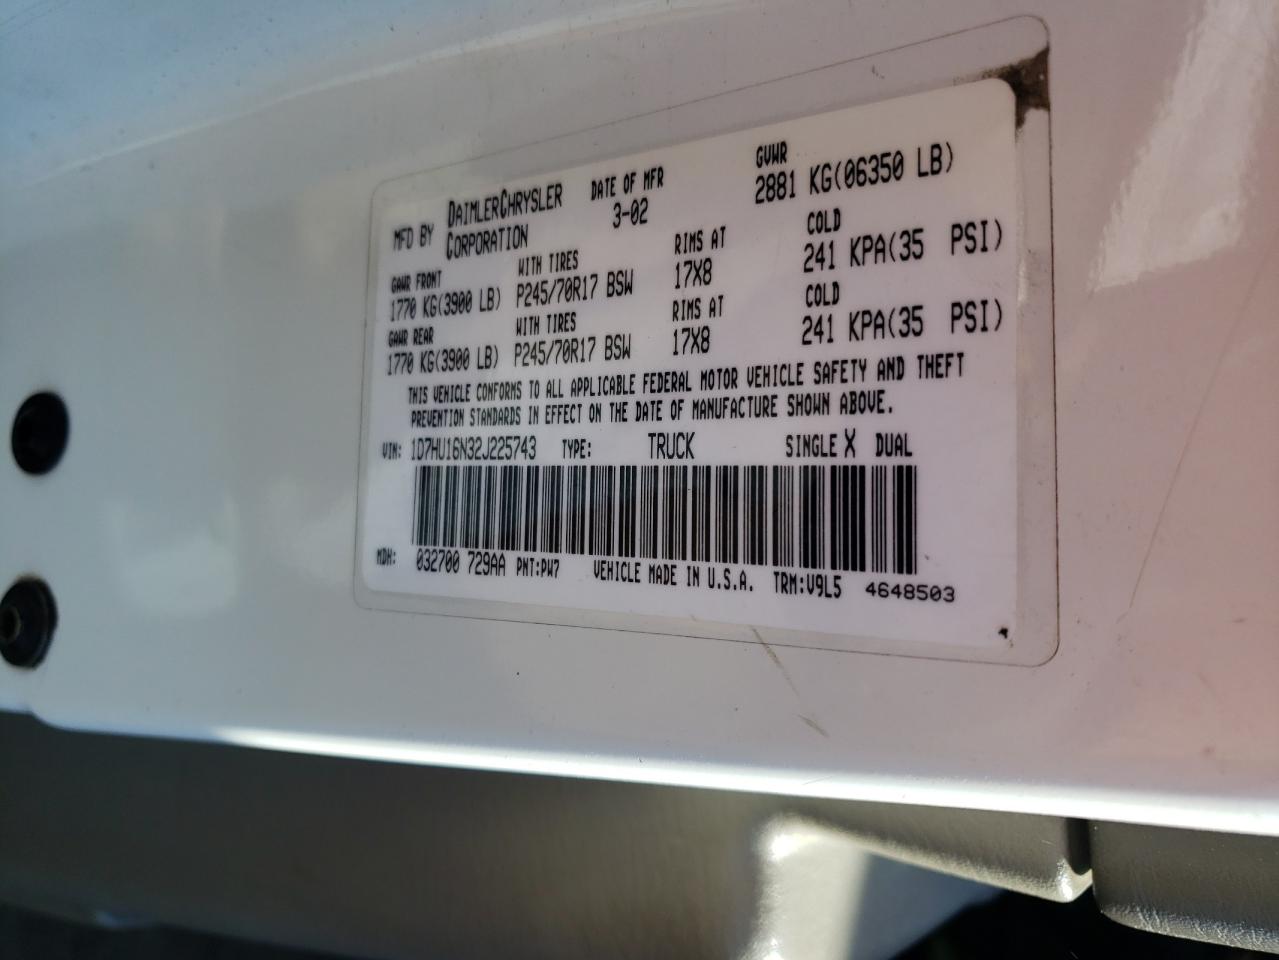 MFD BY DAIMLERCHRYSLER CORPORATION DATE OF MFR 3-02 GVWR 2881 KG(06350 LB)
GAWR FRONT WITH TIRES RIMS AT COLD
1770 KG(3900 LB) P245/70R17 BSW 17X8 241 KPA(35 PSI)
GAWR REAR WITH TIRES RIMS AT COLD
1770 KG(3900 LB) P245/70R17 BSW 17X8 241 KPA(35 PSI)
THIS VEHICLE CONFORMS TO ALL APPLICABLE FEDERAL MOTOR VEHICLE SAFETY AND THEFT
PREVENTION STANDARDS IN EFFECT ON THE DATE OF MANUFACTURE SHOWN ABOVE.
VIN: 1D7HU16N32J225743 TYPE: TRUCK SINGLE X DUAL
MDH: 032700 729AA PNT:PW7 VEHICLE MADE IN U.S.A. TRM:V9L5 4648503